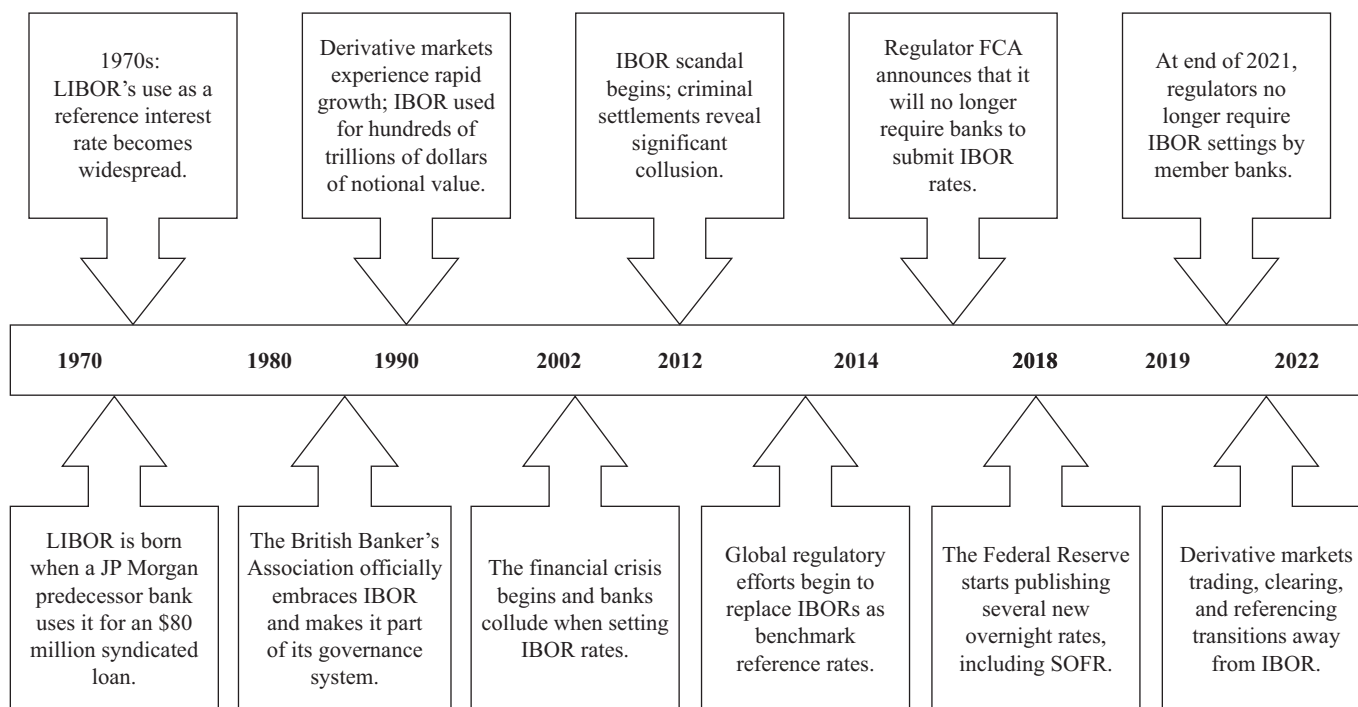 1970s:
LIBOR’s use as a
reference interest
rate becomes
widespread.
Derivative markets
experience rapid
growth; IBOR used
for hundreds of
trillions of dollars
of notional value.
IBOR scandal
begins; criminal
settlements reveal
significant
collusion.
Regulator FCA
announces that it
will no longer
require banks to
submit IBOR
rates.
At end of 2021,
regulators no
longer require
IBOR settings by
member banks.
1970 1980 1990 2002 2012 2014 2018 2019 2022
LIBOR is born
when a JP Morgan
predecessor bank
uses it for an $80
million syndicated
loan.
The British Banker’s
Association officially
embraces IBOR
and makes it part
of its governance
system.
The financial crisis
begins and banks
collude when setting
IBOR rates.
Global regulatory
efforts begin to
replace IBORs as
benchmark
reference rates.
The Federal Reserve
starts publishing
several new
overnight rates,
including SOFR.
Derivative markets
trading, clearing,
and referencing
transitions away
from IBOR.